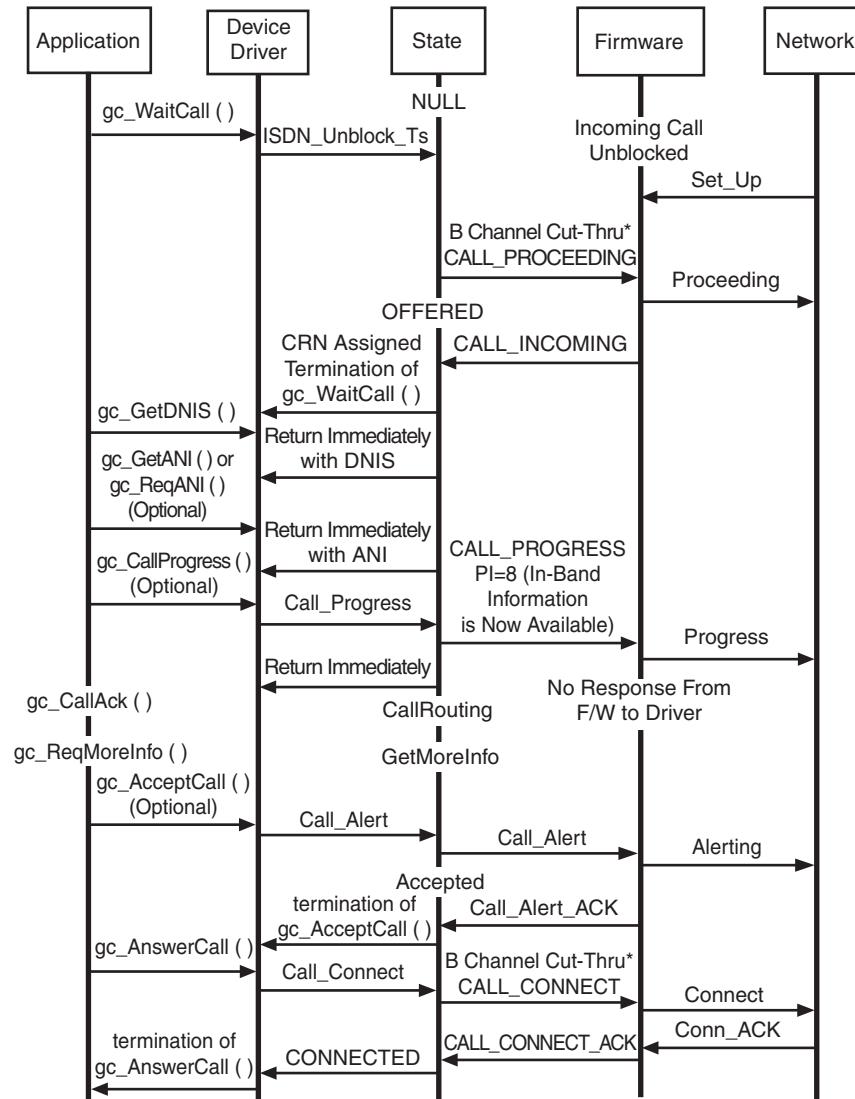 Application
Device
Driver
State
Firmware
Network
NULL
gc_WaitCall ( )
ISDN_Unblock_Ts
Incoming Call
Unblocked
Set_Up
B Channel Cut-Thru*
CALL_PROCEEDING
Proceeding
OFFERED
CRN Assigned
Termination of
gc_WaitCall ( )
CALL_INCOMING
gc_GetDNIS ( )
Return Immediately
with DNIS
gc_GetANI ( ) or
gc_ReqANI ( )
(Optional)
Return Immediately
with ANI
gc_CallProgress ( )
(Optional)
Call_Progress
CALL_PROGRESS
PI=8 (In-Band
Information
is Now Available)
Progress
Return Immediately
gc_CallAck ( )
CallRouting
No Response From
F/W to Driver
gc_ReqMoreInfo ( )
GetMoreInfo
gc_AcceptCall ( )
(Optional)
Call_Alert
Call_Alert
Alerting
Accepted
termination of
gc_AcceptCall ( )
Call_Alert_ACK
gc_AnswerCall ( )
Call_Connect
B Channel Cut-Thru*
CALL_CONNECT
Connect
Conn_ACK
termination of
gc_AnswerCall ( )
CONNECTED
CALL_CONNECT_ACK